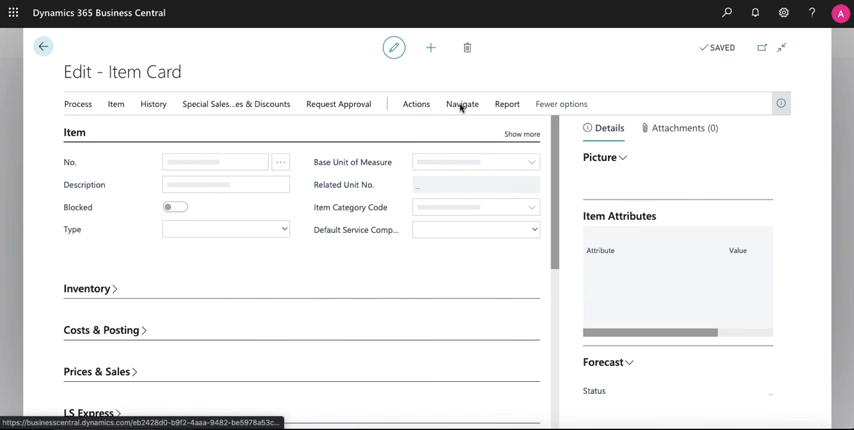 Dynamics 365 Business Central
?
A
SAVED
Edit - Item Card
Process Item History Special Sales...es & Discounts Request Approval Actions Navigate Report Fewer options
Item Show more
No. ... Base Unit of Measure
Description Related Unit No. _
Blocked Item Category Code
Type Default Service Comp...
Inventory
Costs & Posting
Prices & Sales
LS Express
Details Attachments (0)
Picture
Item Attributes
Attribute Value
Forecast
Status _
https://businesscentral.dynamics.com/eb2428d0-b9f2-4aaa-9482-be5978a53c...